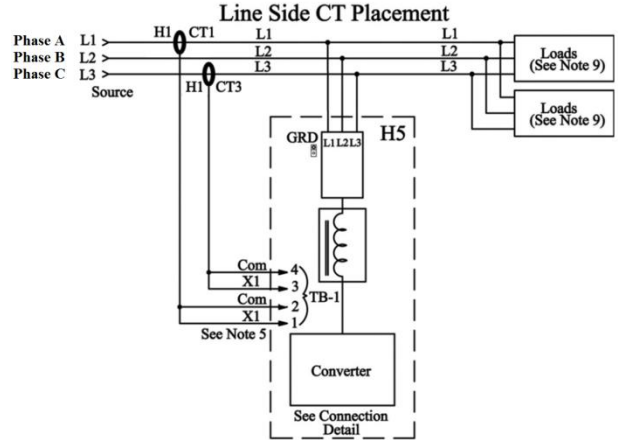 Line Side CT Placement
Phase A L1 H1 CT1 L1 L1
Phase B L2 L2 L2
Phase C L3 L3 L3
Source H1 CT3
Loads
(See Note 9)
Loads
(See Note 9)
GRD L1 L2 L3 H5
Com 4
X1 3
Com 2
X1 1
TB-1
See Note 5
Converter
See Connection
Detail